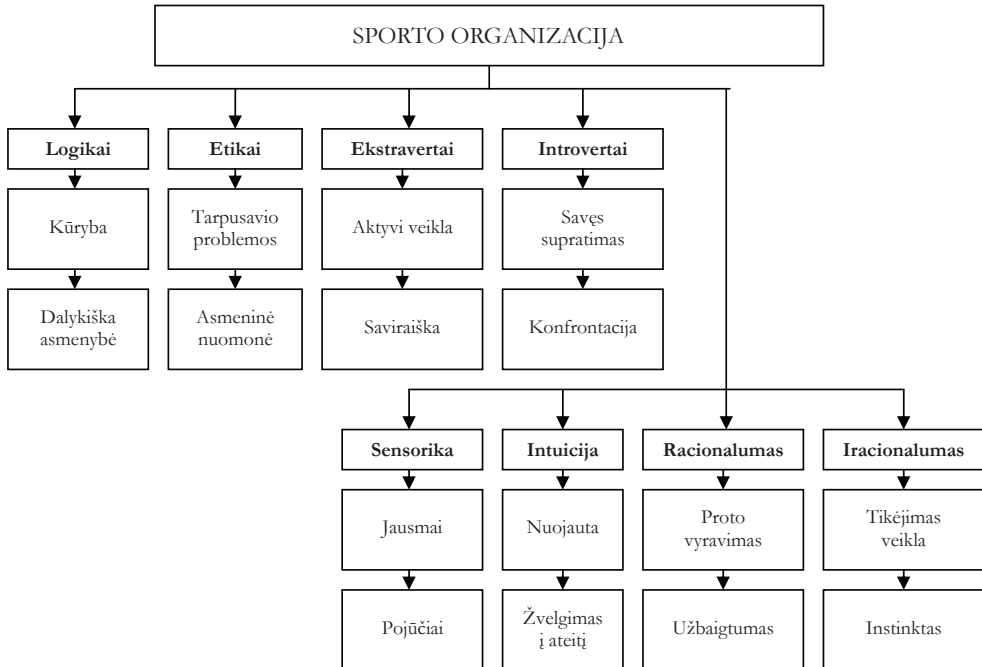 SPORTO ORGANIZACIJA
Logikai
Etikai
Ekstravertai
Introvertai
Kūryba
Tarpusavio
problemos
Aktyvi veikla
Savęs
supratimas
Dalykiška
asmenybė
Asmeninė
nuomonė
Saviraiška
Konfrontacija
Sensorika
Intuicija
Racionalumas
Iracionalumas
Jausmai
Nuojauta
Proto
vyravimas
Tikėjimas
veikla
Pojūčiai
Žvelgimas
į ateitį
Užbaigtumas
Instinktas